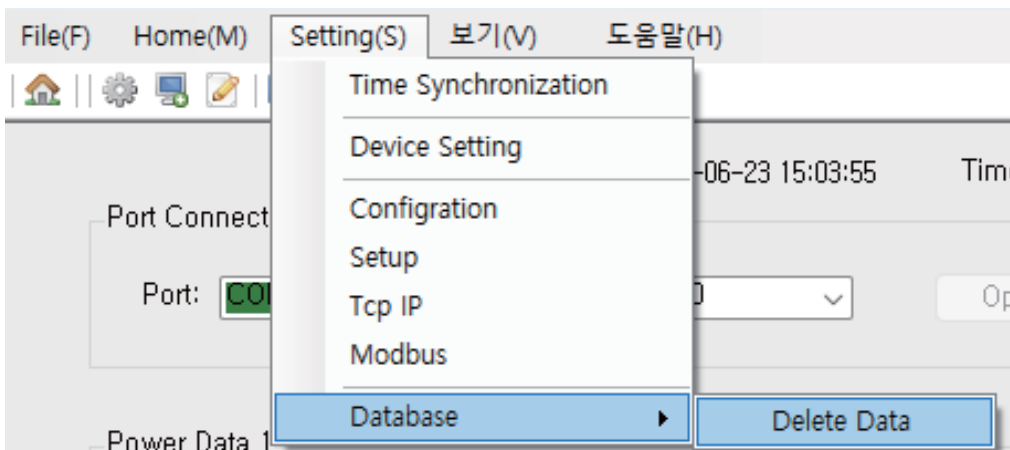 File(F) Home(M) Setting(S) 보기(V) 도움말(H)
Time Synchronization
Device Setting
-06-23 15:03:55
Configration
Port Connect
Setup
Port:
Tcp IP
Modbus
Database Delete Data
Power Data 1